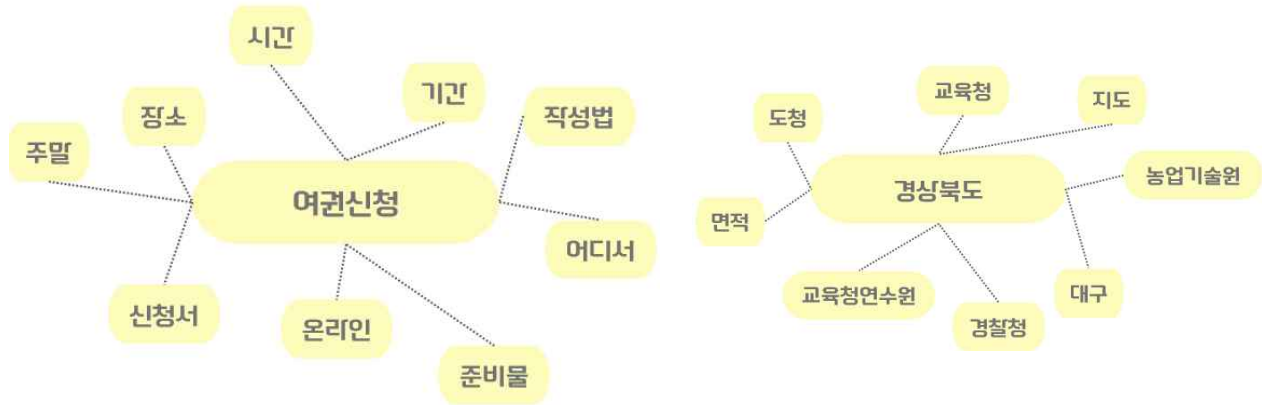 시간
기간
작성법
장소
주말
여권신청
어디서
신청서
온라인
준비물
교육청
지도
도청
농업기술원
경상북도
면적
교육청연수원
대구
경찰청